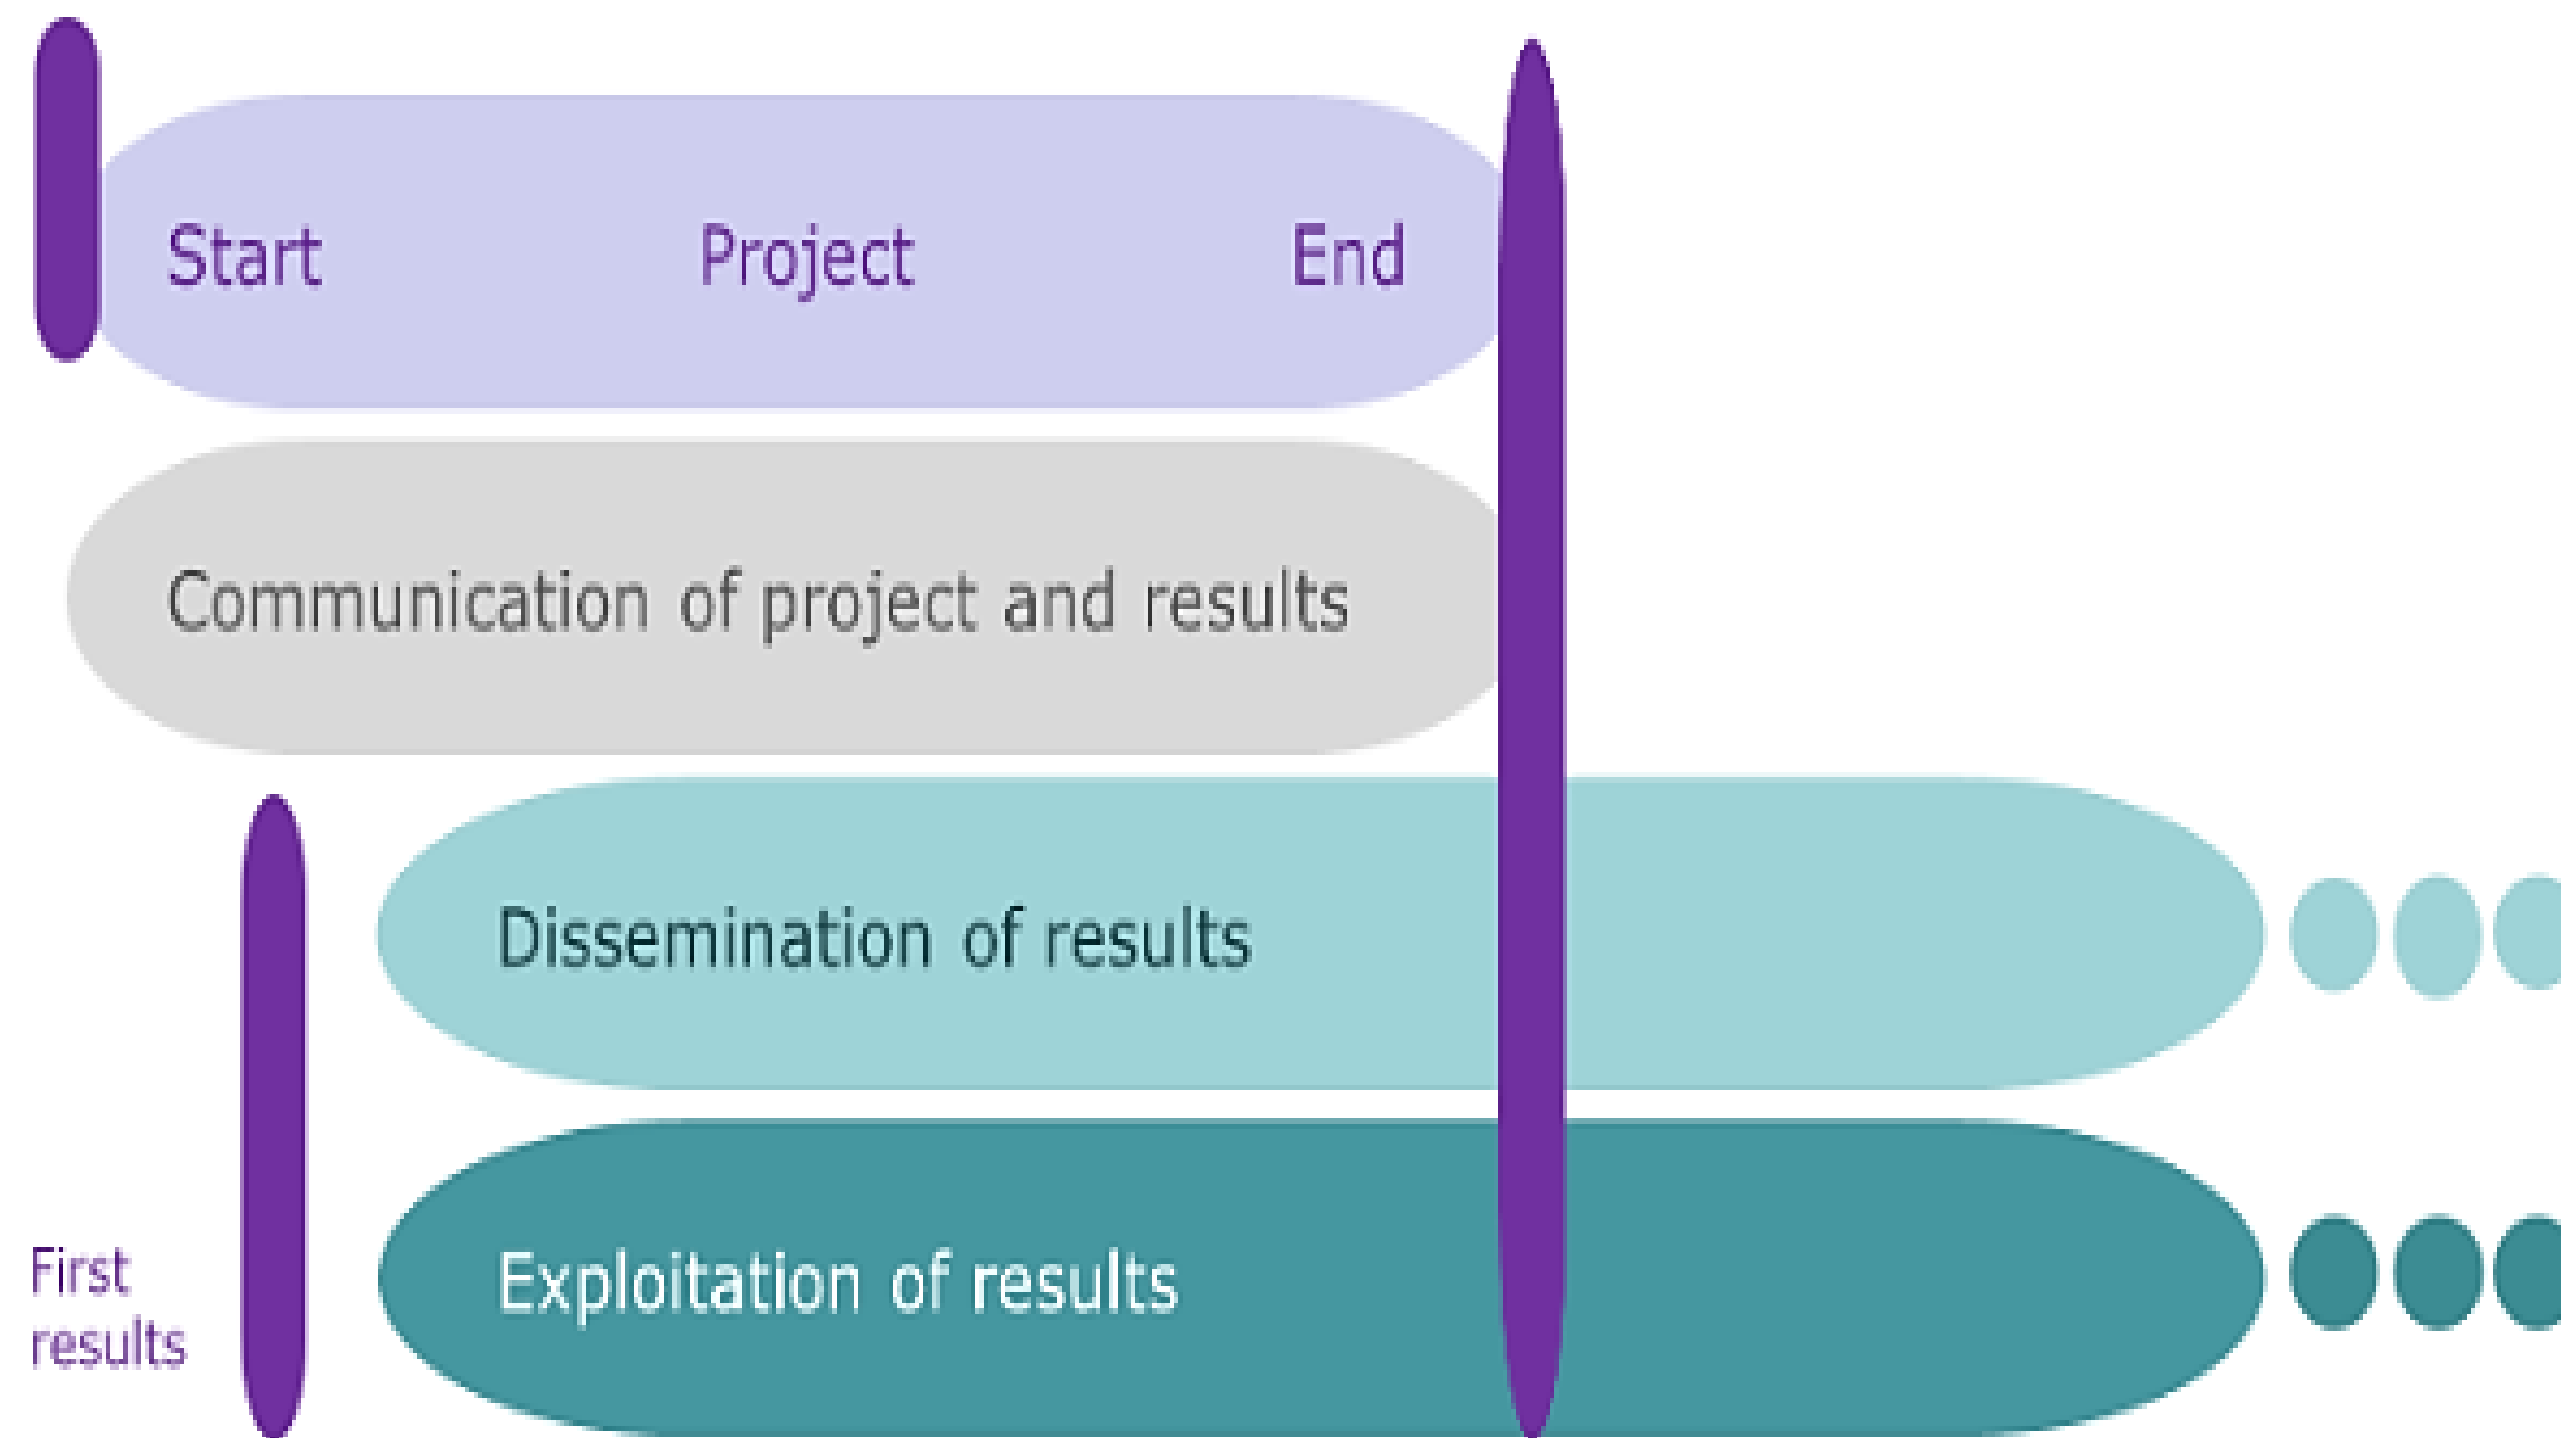 Start Project End
Communication of project and results
Dissemination of results
Exploitation of results
First
results